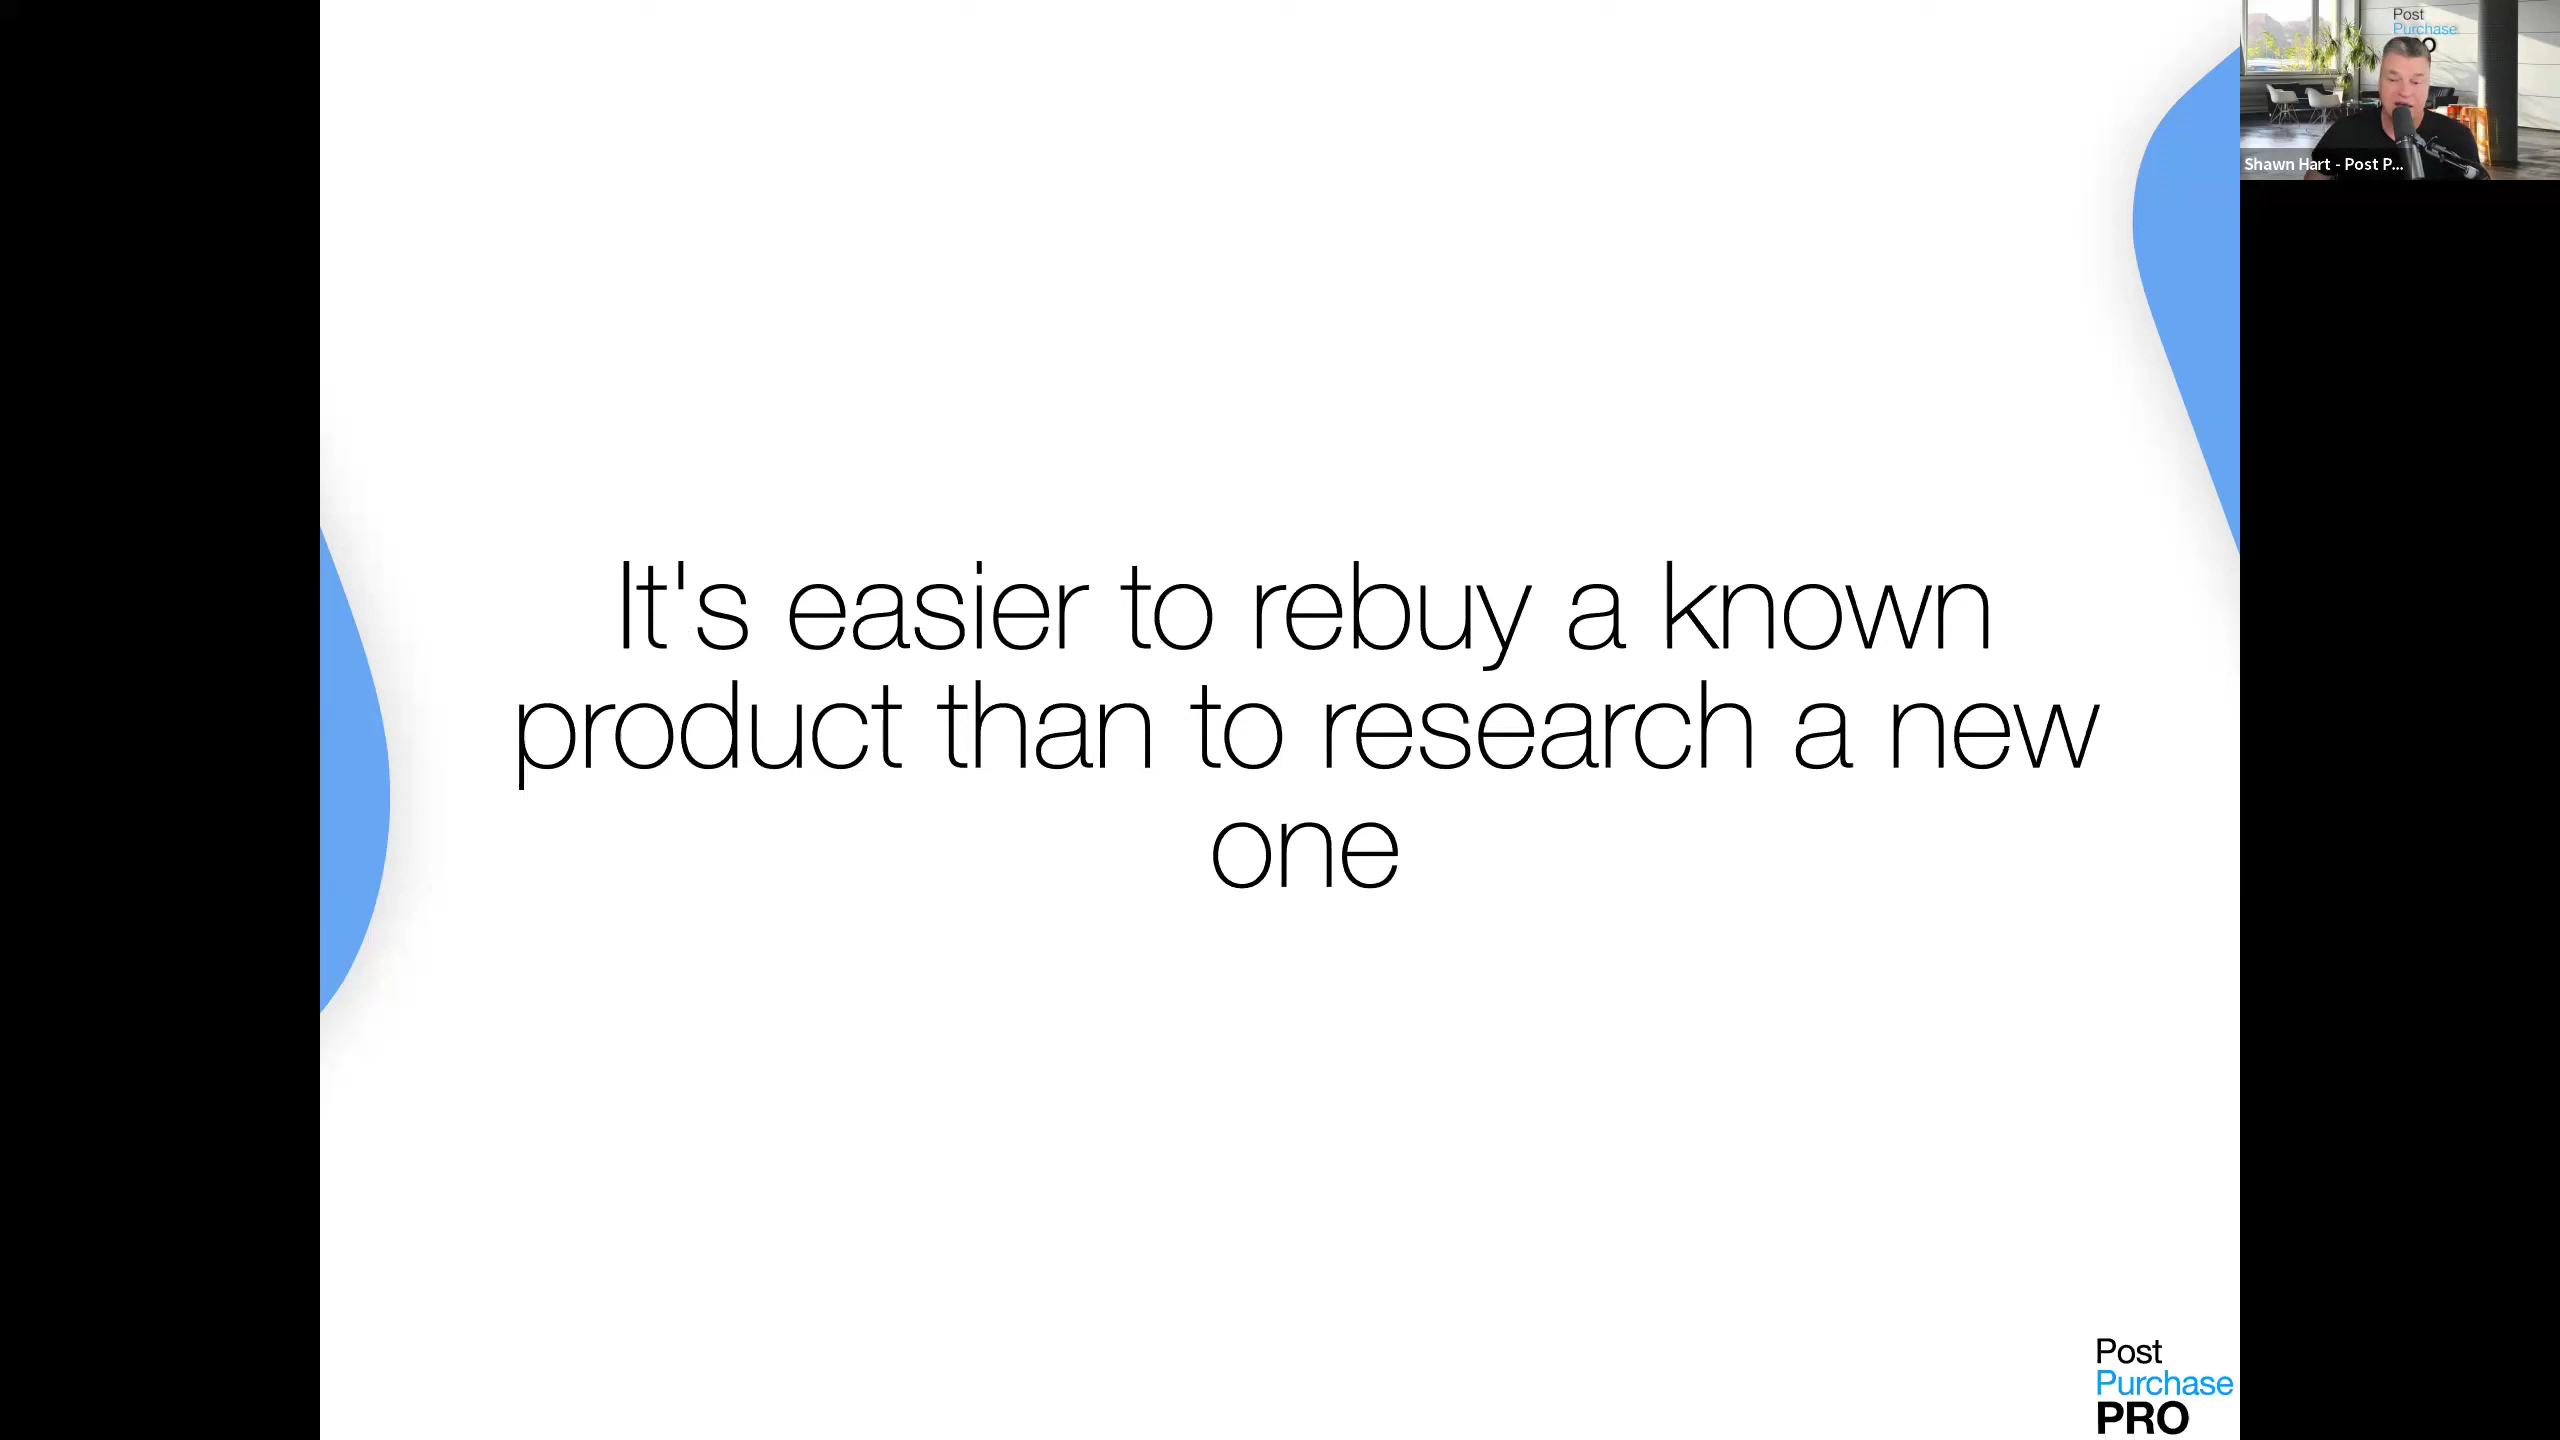 Post
Purchase
Shawn Hart - Post P...
It's easier to rebuy a known
product than to research a new
one
Post
Purchase
PRO